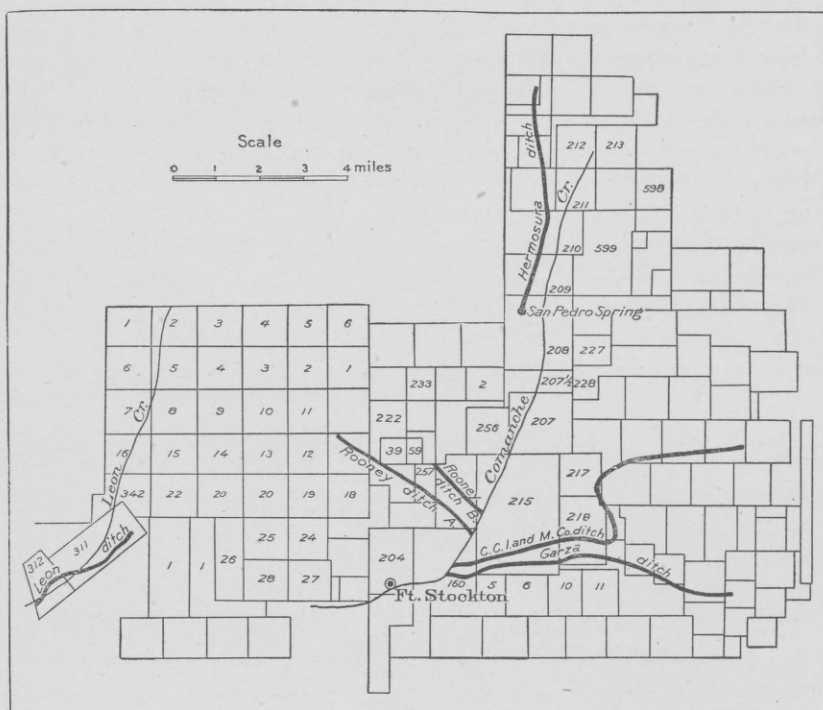 Scale
0 1 2 3 4 miles
212 213
ditch
Cr.
598
211
Hermosura
210 599
209
San Pedro Spring
1 2 3 4 5 6
208 227
6 5 4 3 2 1
233 2 207½ 228
7 Cr. 8 9 10 11
222
256 207
Comanche
16 15 14 13 12
39 59
257
Rooney ditch A.
Rooney ditch B.
217
Leon
342 22 20 20 19 18
215
218
C.C. land M. Co. ditch
Garza ditch
312 311
Leon ditch
25 24
26
1 1
28 27
204
160 5 6 10 11
Ft. Stockton